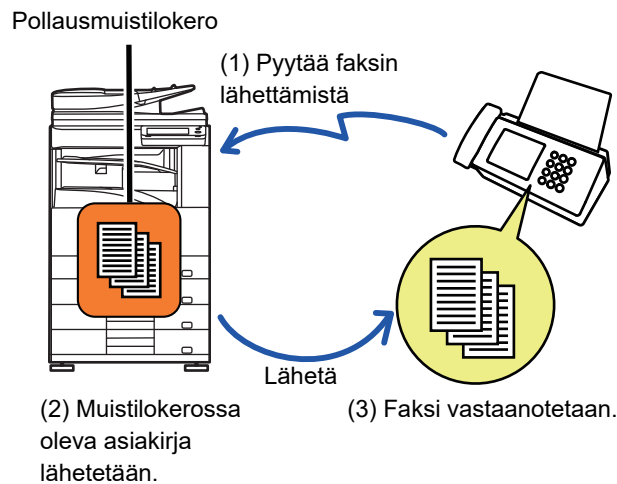 Pollausmuistilokero
(1) Pyytää faksin
lähettämistä
Lähetä
(2) Muistilokerossa
oleva asiakirja
lähetetään.
(3) Faksi vastaanotetaan.